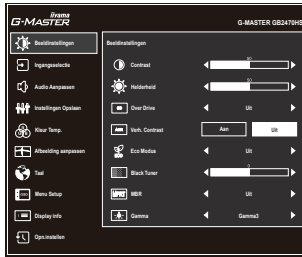 iiyama
G-MASTER
G-MASTER GB2470HS
Beeldinstellingen
Beeldinstellingen
Ingangsselectie
Contrast
50
Audio Aanpassen
Helderheid
50
Instellingen Opslaan
Over Drive
Uit
Kleur Temp.
Verh. Contrast
Aan
Uit
Afbeelding aanpassen
Eco Modus
Uit
Taal
Black Tuner
0
Menu Setup
MBR
Uit
Display info
Gamma
Gamma3
Opn.instellen